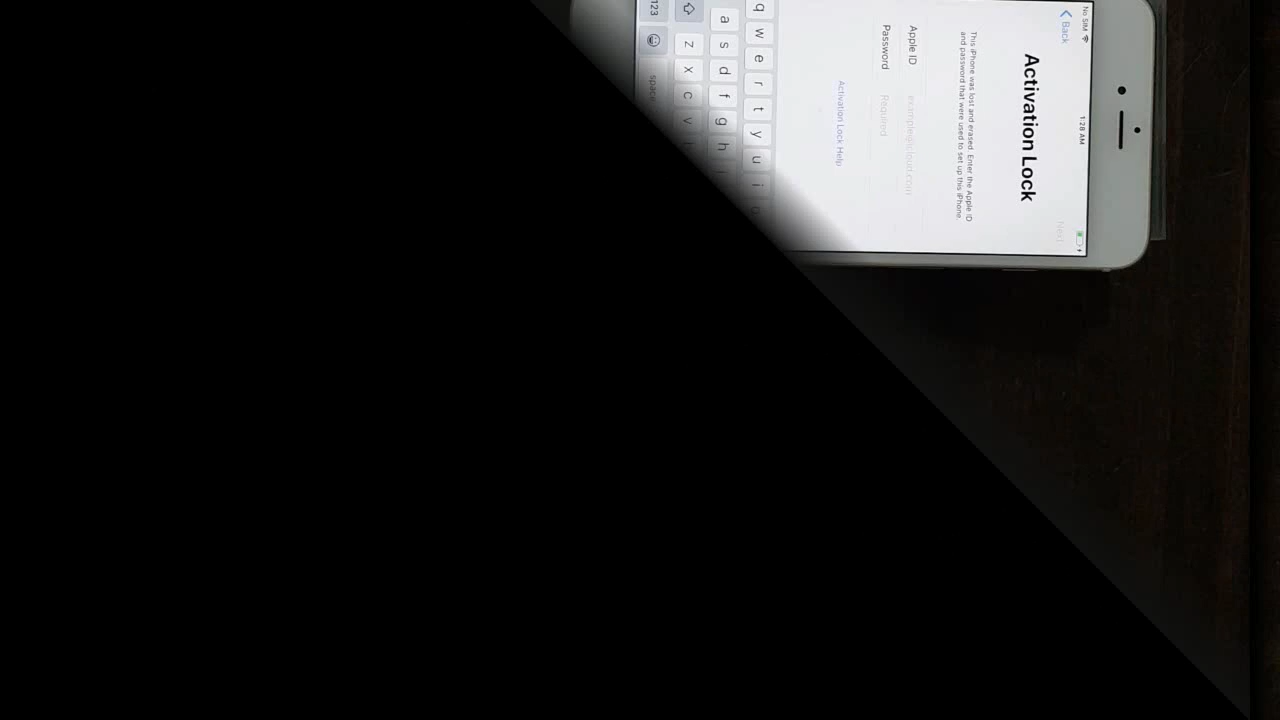 No SIM 1:28 AM
Back Next
Activation Lock
This iPhone was lost and erased. Enter the Apple ID
and password that were used to set up this iPhone.
Apple ID example@icloud.com
Password Required
Activation Lock Help
q w e r t y u i
a s d f g h
z x c v
123 space